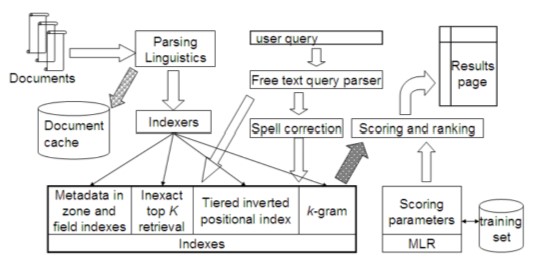 Documents
Parsing
Linguistics
user query
Results
page
Free text query parser
Document
cache
Indexers
Spell correction
Scoring and ranking
Metadata in
zone and
field indexes
Inexact
top K
retrieval
Tiered inverted
positional index
k-gram
Indexes
Scoring
parameters
MLR
training
set